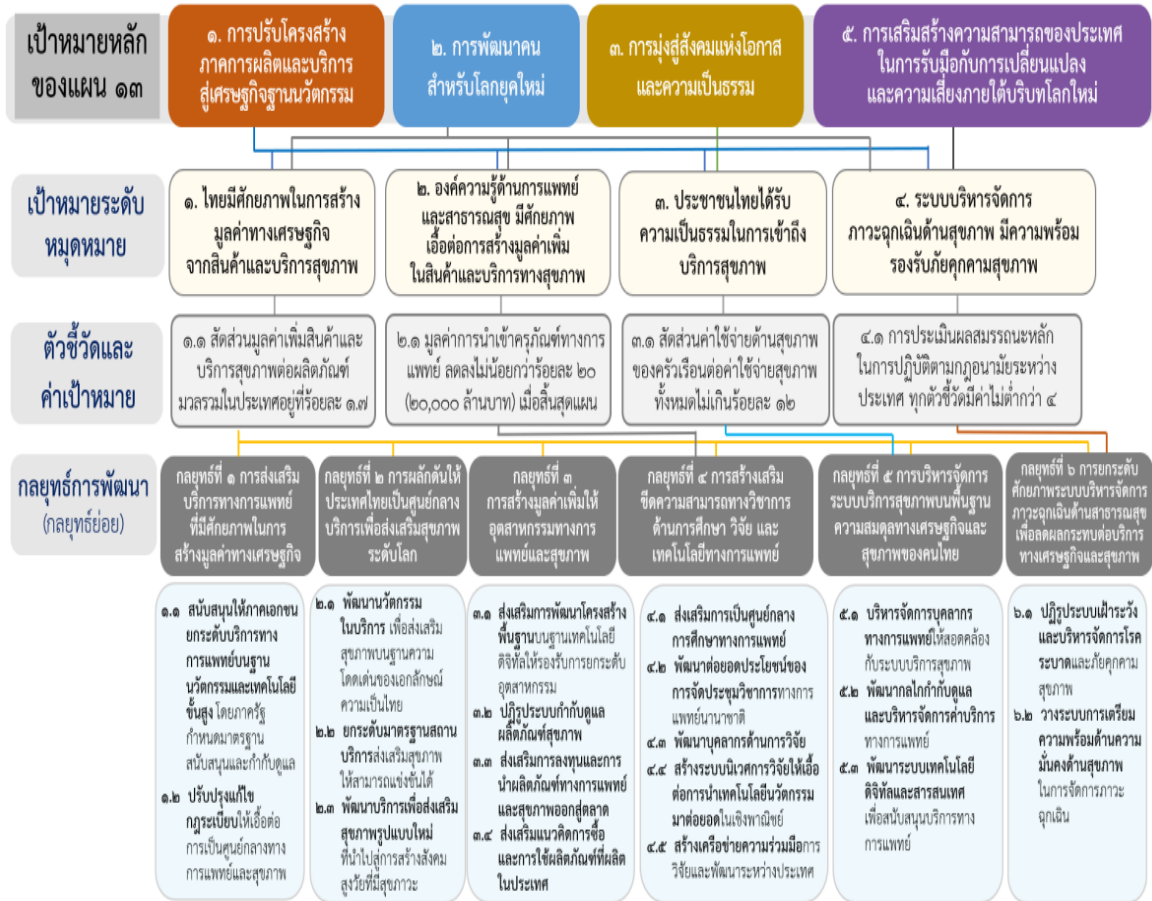 เป้าหมายหลัก
ของแผน ๑๓
๑. การปรับโครงสร้าง
ภาคการผลิตและบริการ
สู่เศรษฐกิจฐานนวัตกรรม
๒. การพัฒนาคน
สำหรับโลกยุคใหม่
๓. การมุ่งสู่สังคมแห่งโอกาส
และความเป็นธรรม
๕. การเสริมสร้างความสามารถของประเทศ
ในการรับมือกับการเปลี่ยนแปลง
และความเสี่ยงภายใต้บริบทโลกใหม่
เป้าหมายระดับ
หมุดหมาย
๑. ไทยมีศักยภาพในการสร้าง
มูลค่าทางเศรษฐกิจ
จากสินค้าและบริการสุขภาพ
๒. องค์ความรู้ด้านการแพทย์
และสาธารณสุข มีศักยภาพ
เอื้อต่อการสร้างมูลค่าเพิ่ม
ในสินค้าและบริการทางสุขภาพ
๓. ประชาชนไทยได้รับ
ความเป็นธรรมในการเข้าถึง
บริการสุขภาพ
๔. ระบบบริหารจัดการ
ภาวะฉุกเฉินด้านสุขภาพ มีความพร้อม
รองรับภัยคุกคามสุขภาพ
ตัวชี้วัดและ
ค่าเป้าหมาย
๑.๑ สัดส่วนมูลค่าเพิ่มสินค้าและ
บริการสุขภาพต่อผลิตภัณฑ์
มวลรวมในประเทศอยู่ที่ร้อยละ ๑.๗
๒.๑ มูลค่าการนำเข้าครุภัณฑ์ทางการ
แพทย์ ลดลงไม่น้อยกว่าร้อยละ ๒๐
(๒๐,๐๐๐ ล้านบาท) เมื่อสิ้นสุดแผน
๓.๑ สัดส่วนค่าใช้จ่ายด้านสุขภาพ
ของครัวเรือนต่อค่าใช้จ่ายสุขภาพ
ทั้งหมดไม่เกินร้อยละ ๑๒
๔.๑ การประเมินผลสมรรถนะหลัก
ในการปฏิบัติตามกฎอนามัยระหว่าง
ประเทศ ทุกตัวชี้วัดมีค่าไม่ต่ำกว่า ๔
กลยุทธ์การพัฒนา
(กลยุทธ์ย่อย)
กลยุทธ์ที่ ๑ การส่งเสริม
บริการทางการแพทย์
ที่มีศักยภาพในการ
สร้างมูลค่าทางเศรษฐกิจ
กลยุทธ์ที่ ๒ การผลักดันให้
ประเทศไทยเป็นศูนย์กลาง
บริการเพื่อส่งเสริมสุขภาพ
ระดับโลก
กลยุทธ์ที่ ๓
การสร้างมูลค่าเพิ่มให้
อุตสาหกรรมทางการ
แพทย์และสุขภาพ
กลยุทธ์ที่ ๔ การสร้างเสริม
ขีดความสามารถทางวิชาการ
ด้านการศึกษา วิจัย และ
เทคโนโลยีทางการแพทย์
กลยุทธ์ที่ ๕ การบริหารจัดการ
ระบบบริการสุขภาพบนพื้นฐาน
ความสมดุลทางเศรษฐกิจและ
สุขภาพของคนไทย
กลยุทธ์ที่ ๖ การยกระดับ
ศักยภาพระบบบริหารจัดการ
ภาวะฉุกเฉินด้านสาธารณสุข
เพื่อลดผลกระทบต่อบริการ
ทางเศรษฐกิจและสุขภาพ
๑.๑ สนับสนุนให้ภาคเอกชน
ยกระดับบริการทาง
การแพทย์บนฐาน
นวัตกรรมและเทคโนโลยี
ขั้นสูง โดยภาครัฐ
กำหนดมาตรฐาน
สนับสนุนและกำกับดูแล
๑.๒ ปรับปรุงแก้ไข
กฎระเบียบให้เอื้อต่อ
การเป็นศูนย์กลางทาง
การแพทย์และสุขภาพ
๒.๑ พัฒนานวัตกรรม
ในบริการ เพื่อส่งเสริม
สุขภาพบนฐานความ
โดดเด่นของเอกลักษณ์
ความเป็นไทย
๒.๒ ยกระดับมาตรฐานสถาน
บริการส่งเสริมสุขภาพ
ให้สามารถแข่งขันได้
๒.๓ พัฒนาบริการเพื่อส่งเสริม
สุขภาพรูปแบบใหม่
ที่นำไปสู่การสร้างสังคม
สูงวัยที่มีสุขภาวะ
๓.๑ ส่งเสริมการพัฒนาโครงสร้าง
พื้นฐานบนฐานเทคโนโลยี
ดิจิทัลให้รองรับการยกระดับ
อุตสาหกรรม
๓.๒ ปฏิรูประบบกำกับดูแล
ผลิตภัณฑ์สุขภาพ
๓.๓ ส่งเสริมการลงทุนและการ
นำผลิตภัณฑ์ทางการแพทย์
และสุขภาพออกสู่ตลาด
๓.๔ ส่งเสริมแนวคิดการซื้อ
และการใช้ผลิตภัณฑ์ที่ผลิต
ในประเทศ
๔.๑ ส่งเสริมการเป็นศูนย์กลาง
การศึกษาทางการแพทย์
๔.๒ พัฒนาต่อยอดประโยชน์ของ
การจัดประชุมวิชาการทางการ
แพทย์นานาชาติ
๔.๓ พัฒนาบุคลากรด้านการวิจัย
๔.๔ สร้างระบบนิเวศการวิจัยให้เอื้อ
ต่อการนำเทคโนโลยีนวัตกรรม
มาต่อยอดในเชิงพาณิชย์
๔.๕ สร้างเครือข่ายความร่วมมือการ
วิจัยและพัฒนาระหว่างประเทศ
๕.๑ บริหารจัดการบุคลากร
ทางการแพทย์ให้สอดคล้อง
กับระบบบริการสุขภาพ
๕.๒ พัฒนากลไกกำกับดูแล
และบริหารจัดการค่าบริการ
ทางการแพทย์
๕.๓ พัฒนาระบบเทคโนโลยี
ดิจิทัลและสารสนเทศ
เพื่อสนับสนุนบริการทาง
การแพทย์
๖.๑ ปฏิรูประบบเฝ้าระวัง
และบริหารจัดการโรค
ระบาดและภัยคุกคาม
สุขภาพ
๖.๒ วางระบบการเตรียม
ความพร้อมด้านความ
มั่นคงด้านสุขภาพ
ในการจัดการภาวะ
ฉุกเฉิน